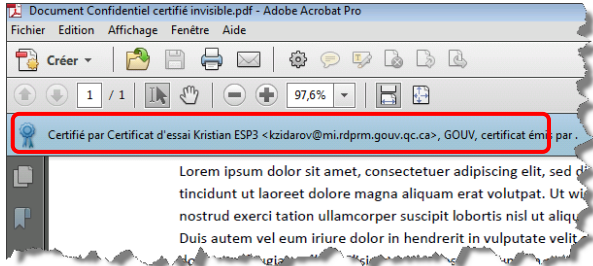 Document Confidentiel certifié invisible.pdf - Adobe Acrobat Pro
Fichier Edition Affichage Fenêtre Aide
Créer
1 / 1 97,6%
Certifié par Certificat d'essai Kristian ESP3 <kzidarov@mi.rdprm.gouv.qc.ca>, GOUV, certificat émis par .
Lorem ipsum dolor sit amet, consectetuer adipiscing elit, sed
tincidunt ut laoreet dolore magna aliquam erat volutpat. Ut
nostrud exerci tation ullamcorper suscipit lobortis nisl ut
Duis autem vel eum iriure dolor in hendrerit in vulputate velit